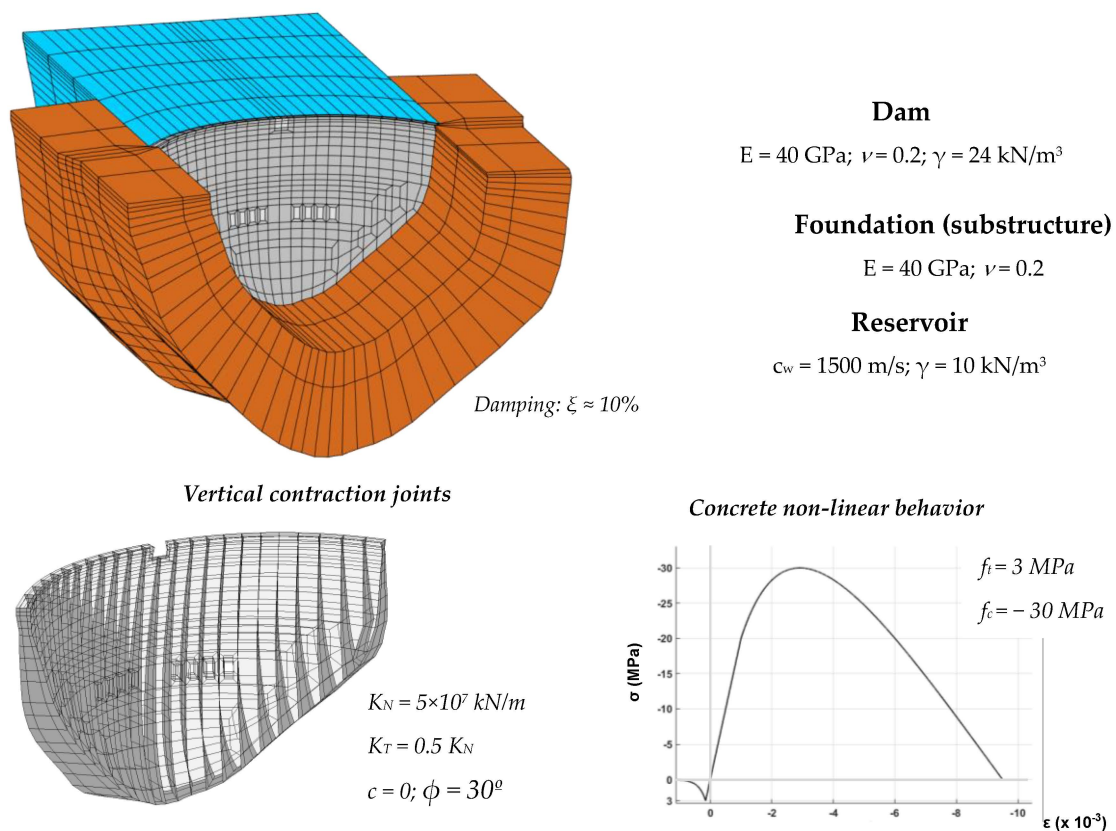 Dam
E = 40 GPa; ν = 0.2; γ = 24 kN/m³
Foundation (substructure)
E = 40 GPa; ν = 0.2
Reservoir
cw = 1500 m/s; γ = 10 kN/m³
Damping: ξ ≈ 10%
Vertical contraction joints
KN = 5×10⁷ kN/m
KT = 0.5 KN
c = 0; ϕ = 30º
Concrete non-linear behavior
ft = 3 MPa
fc = − 30 MPa
σ (MPa)
-30
-25
-20
-15
-10
-5
0
3
0 -2 -4 -6 -8 -10
ε (x 10⁻³)